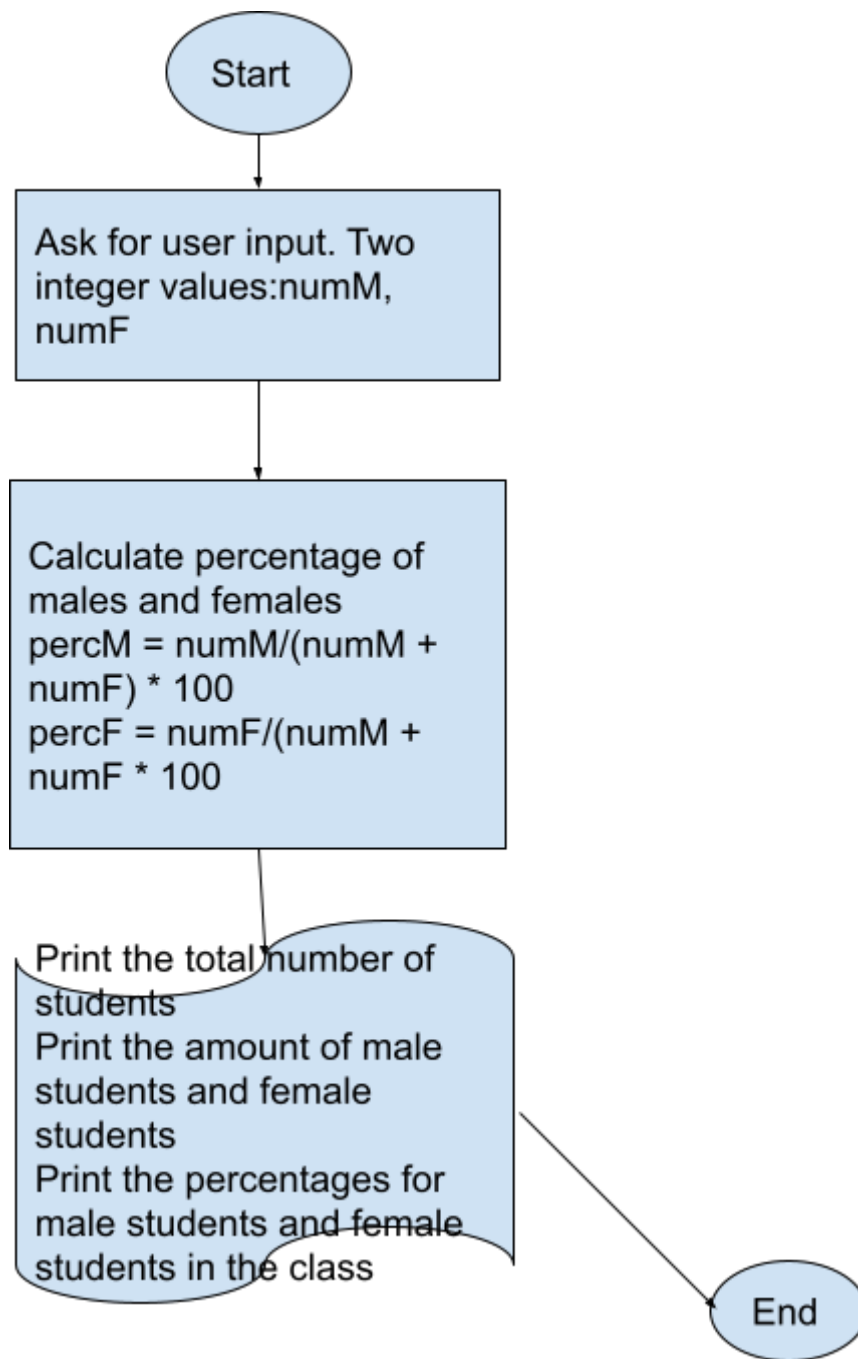 Start
Ask for user input. Two
integer values:numM,
numF
Calculate percentage of
males and females
percM = numM/(numM +
numF) * 100
percF = numF/(numM +
numF * 100
Print the total number of
students
Print the amount of male
students and female
students
Print the percentages for
male students and female
students in the class
End